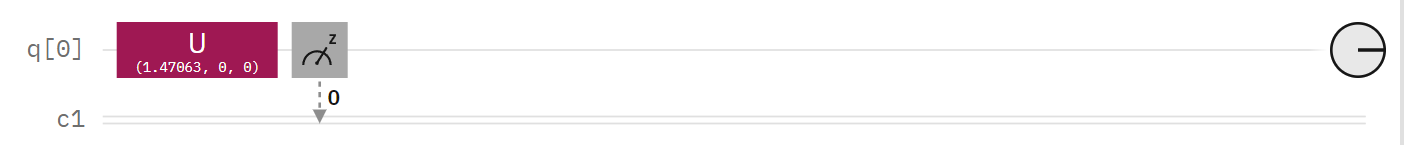 q[0] U z
(1.47063, 0, 0)
0
c1